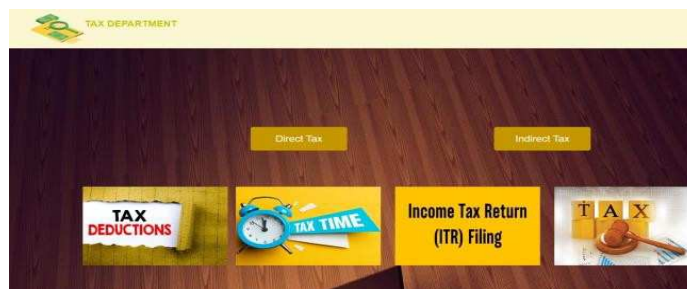 TAX DEPARTMENT
Direct Tax
Indirect Tax
TAX
DEDUCTIONS
TAX TIME
Income Tax Return
(ITR) Filing
TAX